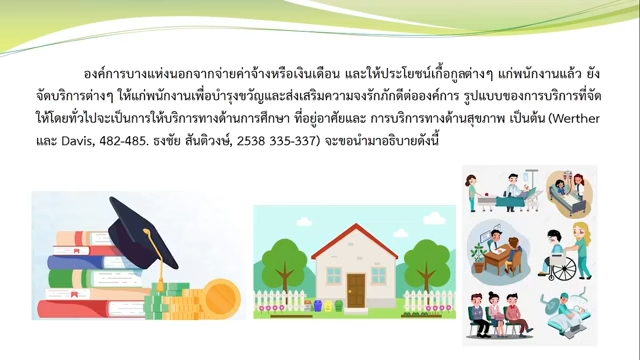 องค์การบางแห่งนอกจากจ่ายค่าจ้างหรือเงินเดือน และให้ประโยชน์เกื้อกูลต่างๆ แก่พนักงานแล้ว ยัง
จัดบริการต่างๆ ให้แก่พนักงานเพื่อบำรุงขวัญและส่งเสริมความจงรักภักดีต่อองค์การ รูปแบบของการบริการที่จัด
ให้โดยทั่วไปจะเป็นการให้บริการทางด้านการศึกษา ที่อยู่อาศัยและ การบริการทางด้านสุขภาพ เป็นต้น (Werther
และ Davis, 482-485. ธงชัย สันติวงษ์, 2538 335-337) จะขอนำมาอธิบายดังนี้